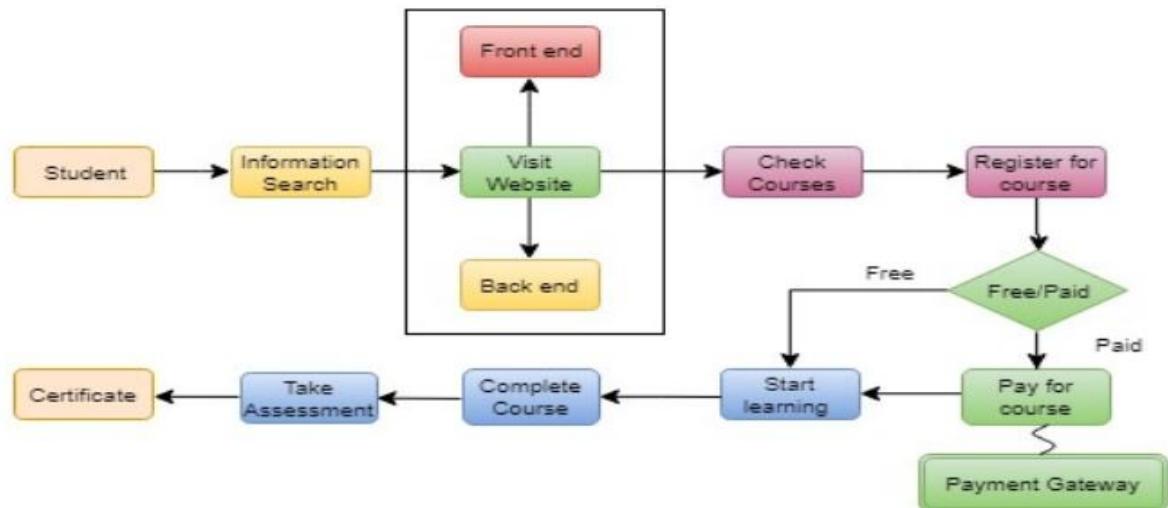 Front end
Student
Information
Search
Visit
Website
Check
Courses
Register for
course
Back end
Free
Free/Paid
Paid
Certificate
Take
Assessment
Complete
Course
Start
learning
Pay for
course
Payment Gateway